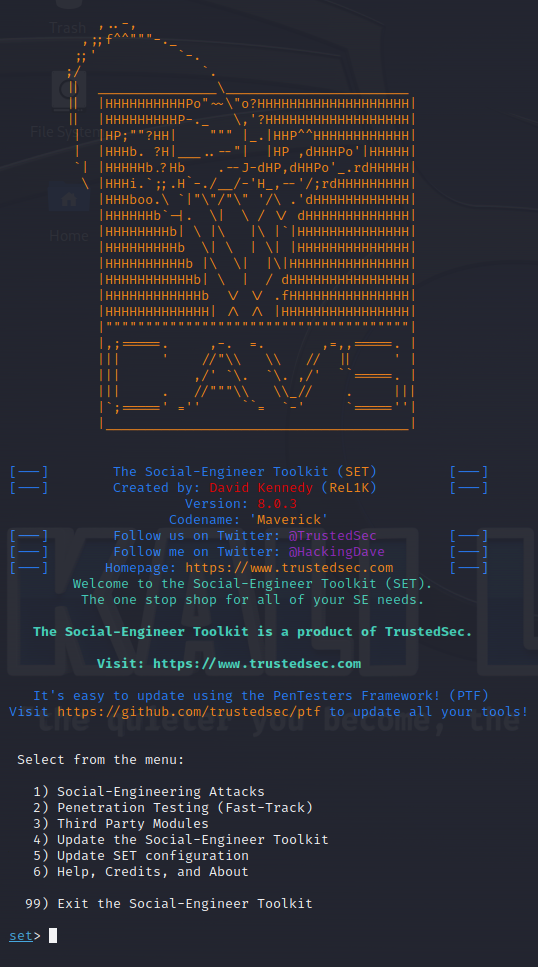 Trash
File System
Home
[---] The Social-Engineer Toolkit (SET) [---]
[---] Created by: David Kennedy (ReL1K) [---]
Version: 8.0.3
Codename: 'Maverick'
[---] Follow us on Twitter: @TrustedSec [---]
[---] Follow me on Twitter: @HackingDave [---]
[---] Homepage: https://www.trustedsec.com [---]
Welcome to the Social-Engineer Toolkit (SET).
The one stop shop for all of your SE needs.
The Social-Engineer Toolkit is a product of TrustedSec.
Visit: https://www.trustedsec.com
It's easy to update using the PenTesters Framework! (PTF)
Visit https://github.com/trustedsec/ptf to update all your tools!
KALI L
"the quieter you become, the
Select from the menu:
1) Social-Engineering Attacks
2) Penetration Testing (Fast-Track)
3) Third Party Modules
4) Update the Social-Engineer Toolkit
5) Update SET configuration
6) Help, Credits, and About
99) Exit the Social-Engineer Toolkit
set>